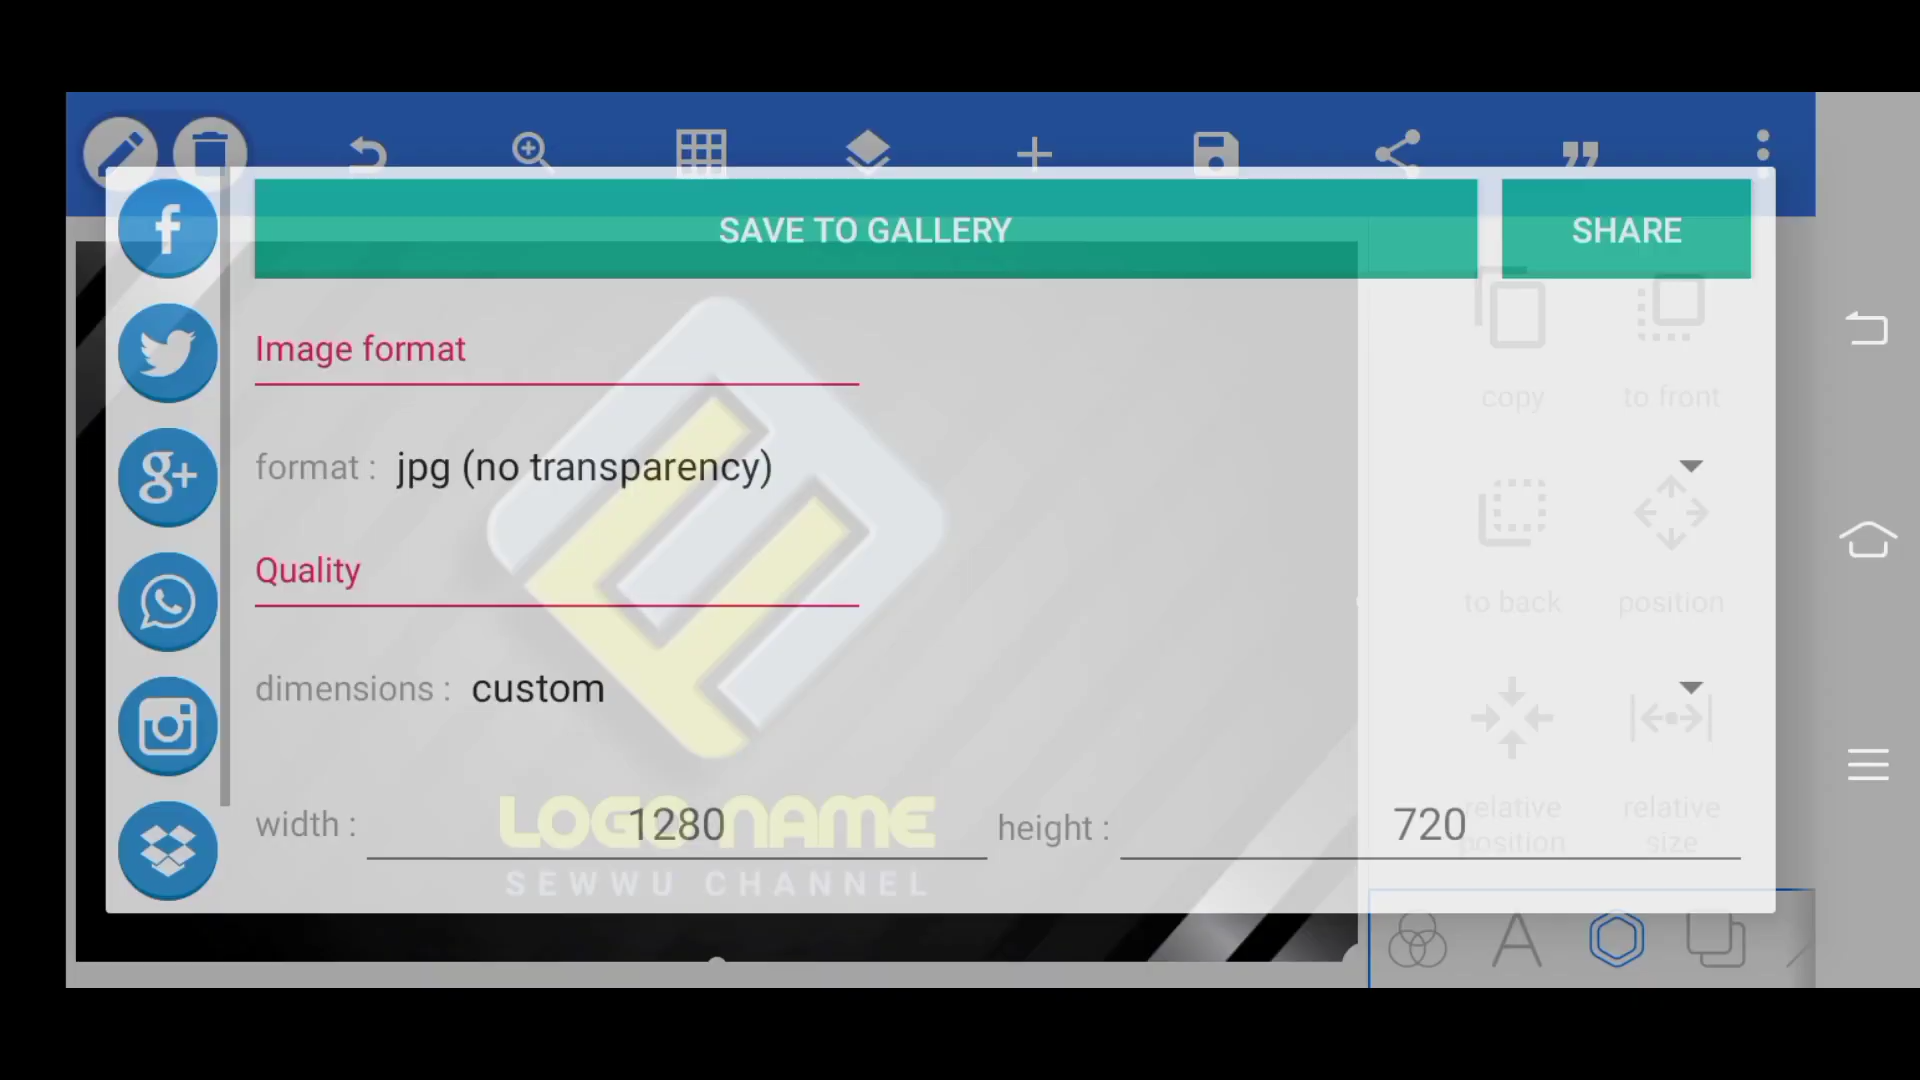 SAVE TO GALLERY
SHARE
Image format
format : jpg (no transparency)
copy
to front
Quality
to back
position
dimensions : custom
width : 1280
height : 720
relative position
relative size
LOGO NAME
SEWWU CHANNEL